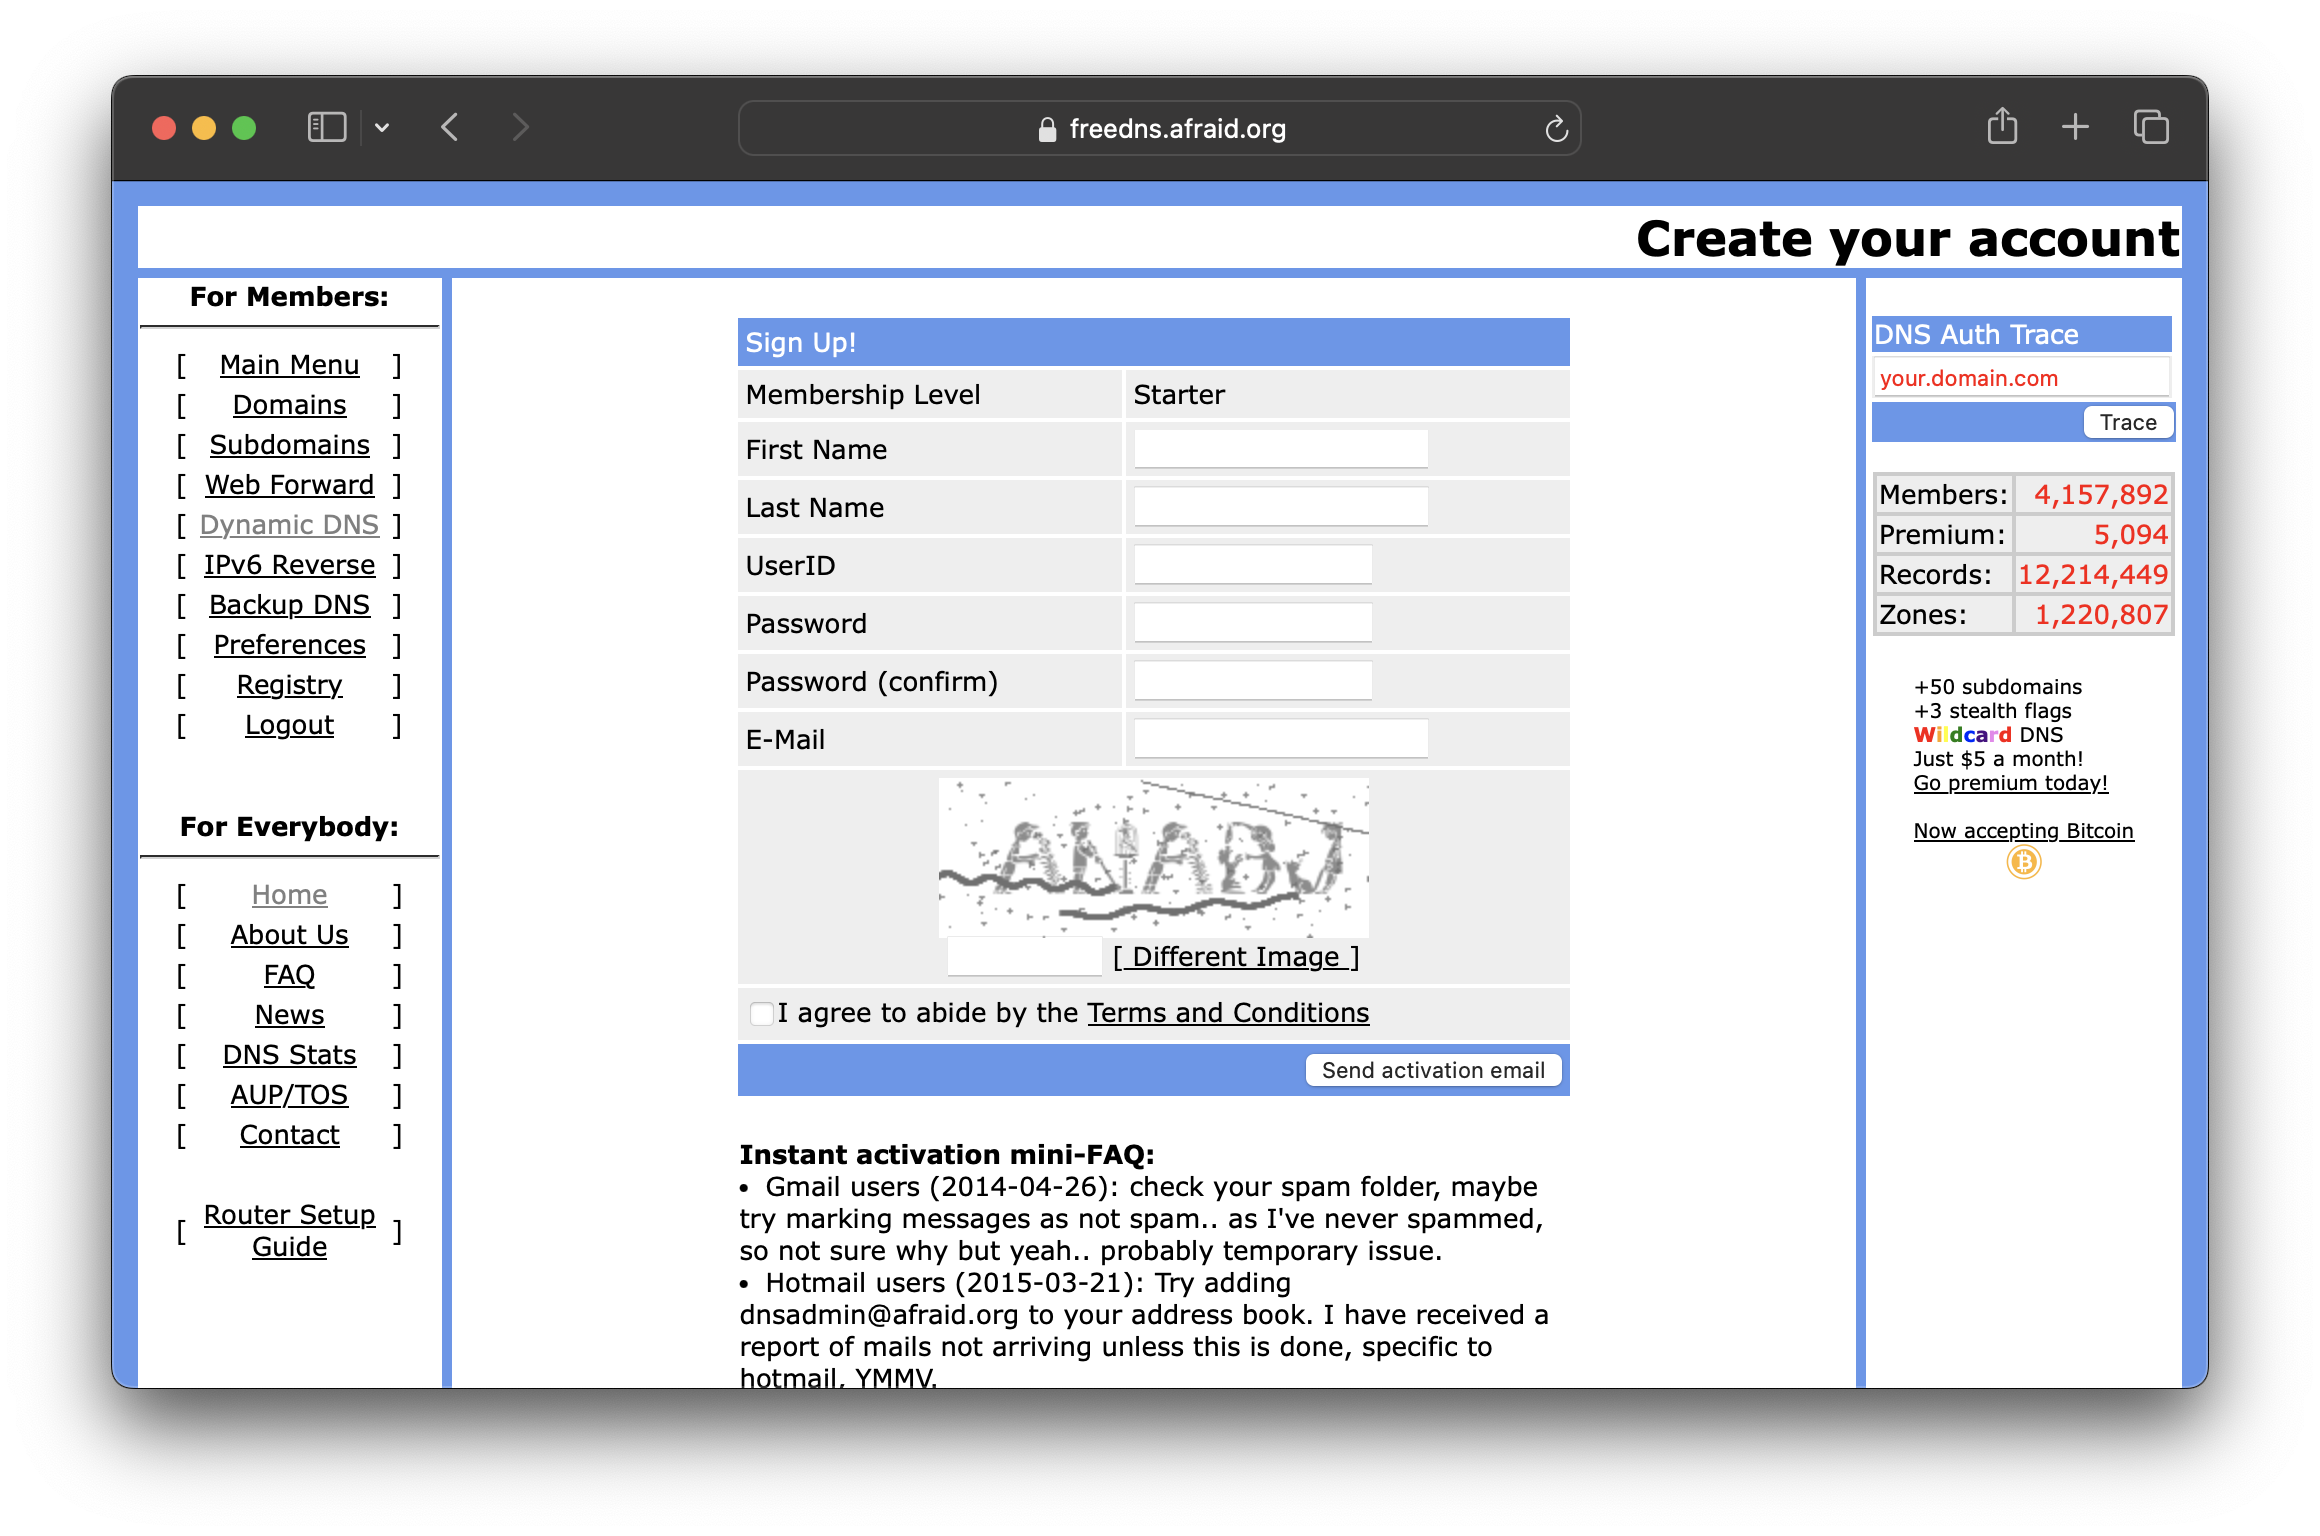 freedns.afraid.org
Create your account
For Members:
[ Main Menu ]
[ Domains ]
[ Subdomains ]
[ Web Forward ]
[ Dynamic DNS ]
[ IPv6 Reverse ]
[ Backup DNS ]
[ Preferences ]
[ Registry ]
[ Logout ]
For Everybody:
[ Home ]
[ About Us ]
[ FAQ ]
[ News ]
[ DNS Stats ]
[ AUP/TOS ]
[ Contact ]
[ Router Setup
Guide ]
Sign Up!
Membership Level Starter
First Name
Last Name
UserID
Password
Password (confirm)
E-Mail
[ Different Image ]
I agree to abide by the Terms and Conditions
Send activation email
Instant activation mini-FAQ:
• Gmail users (2014-04-26): check your spam folder, maybe
try marking messages as not spam.. as I've never spammed,
so not sure why but yeah.. probably temporary issue.
• Hotmail users (2015-03-21): Try adding
dnsadmin@afraid.org to your address book. I have received a
report of mails not arriving unless this is done, specific to
hotmail, YMMV.
DNS Auth Trace
your.domain.com
Trace
Members: 4,157,892
Premium: 5,094
Records: 12,214,449
Zones: 1,220,807
+50 subdomains
+3 stealth flags
Wildcard DNS
Just $5 a month!
Go premium today!
Now accepting Bitcoin